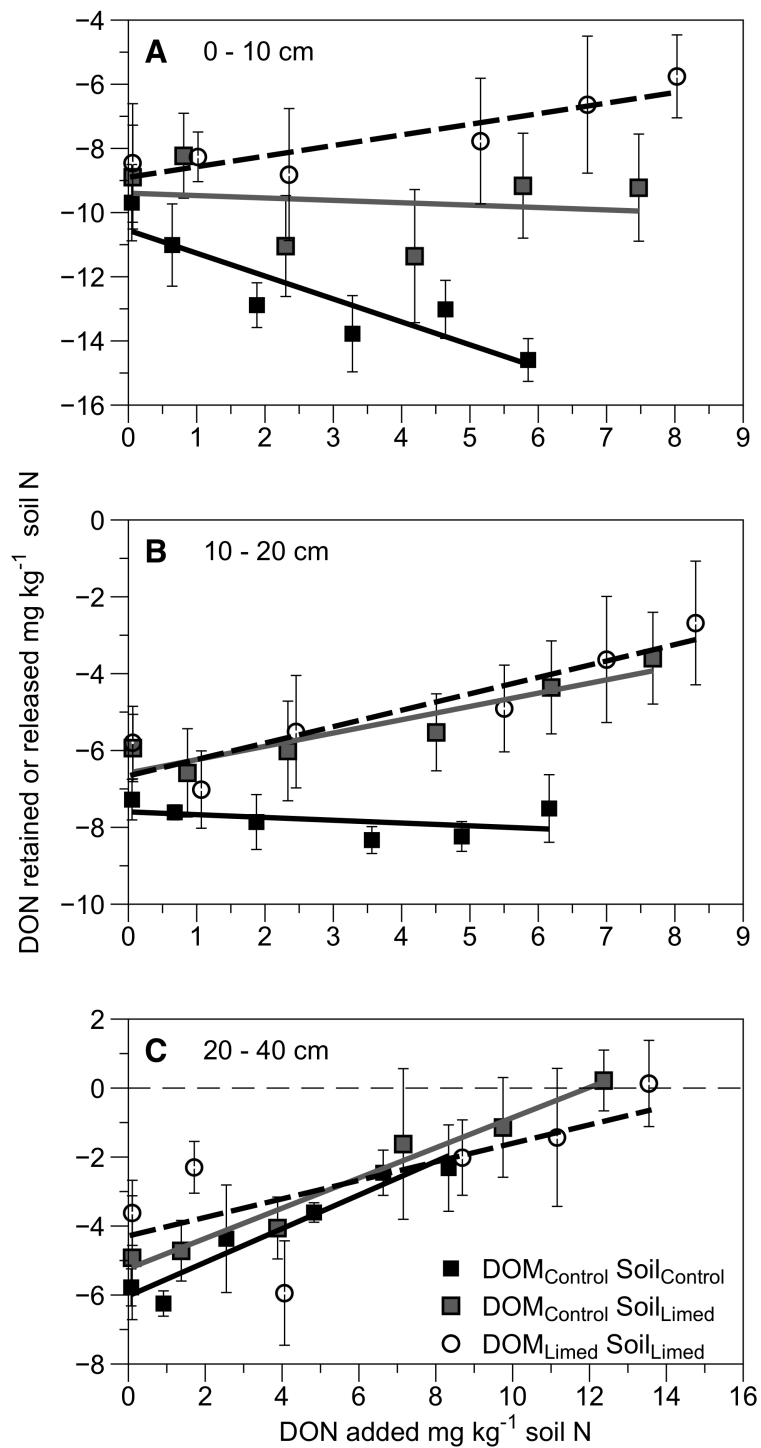 −4
A 0 - 10 cm
−6
−8
−10
−12
−14
−16
0 1 2 3 4 5 6 7 8 9
DON retained or released mg kg⁻¹ soil N
0
B 10 - 20 cm
−2
−4
−6
−8
−10
0 1 2 3 4 5 6 7 8 9
2
C 20 - 40 cm
0
−2
−4
−6
−8
DOMControl SoilControl
DOMControl SoilLimed
DOMLimed SoilLimed
0 2 4 6 8 10 12 14 16
DON added mg kg⁻¹ soil N